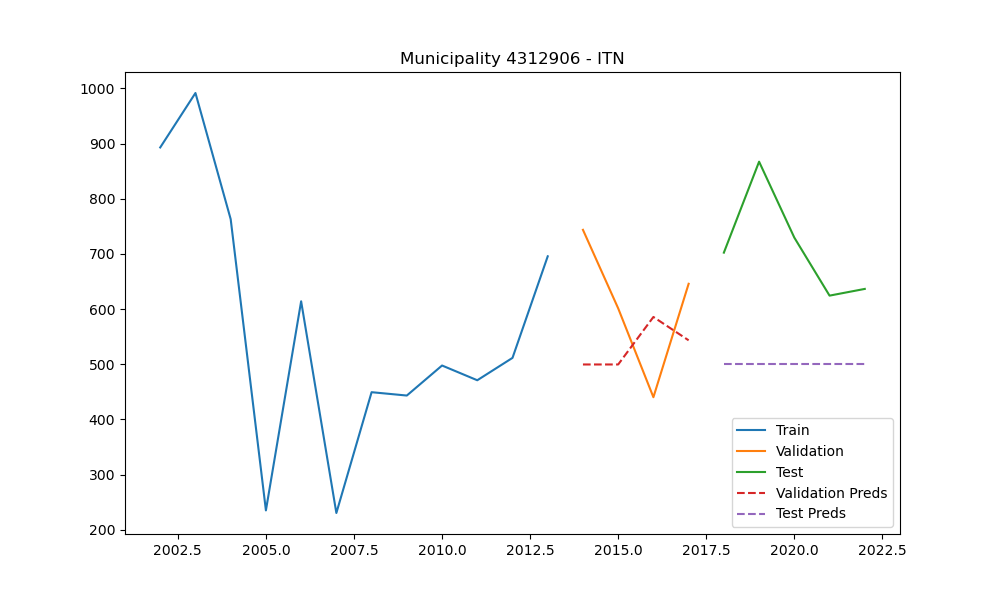 Municipality 4312906 - ITN
1000
900
800
700
600
500
400
300
200
2002.5 2005.0 2007.5 2010.0 2012.5 2015.0 2017.5 2020.0 2022.5
Train
Validation
Test
Validation Preds
Test Preds